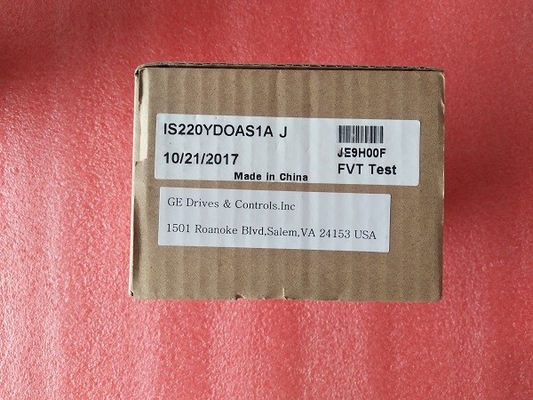 IS220YDOAS1A J
JE9H00F
10/21/2017
FVT Test
Made in China
GE Drives & Controls.Inc
1501 Roanoke Blvd,Salem,VA 24153 USA